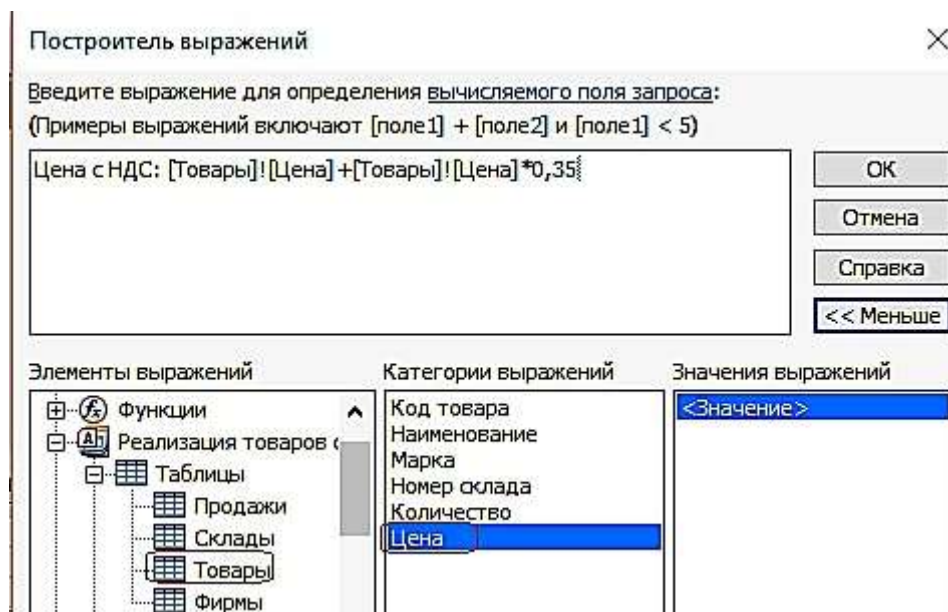 Построитель выражений
Введите выражение для определения вычисляемого поля запроса:
(Примеры выражений включают [поле1] + [поле2] и [поле1] < 5)
Цена с НДС: [Товары]![Цена]+[Товары]![Цена]*0,35
ОК
Отмена
Справка
<< Меньше
Элементы выражений
Функции
Реализация товаров с
Таблицы
Продажи
Склады
Товары
Фирмы
Категории выражений
Код товара
Наименование
Марка
Номер склада
Количество
Цена
Значения выражений
<Значение>